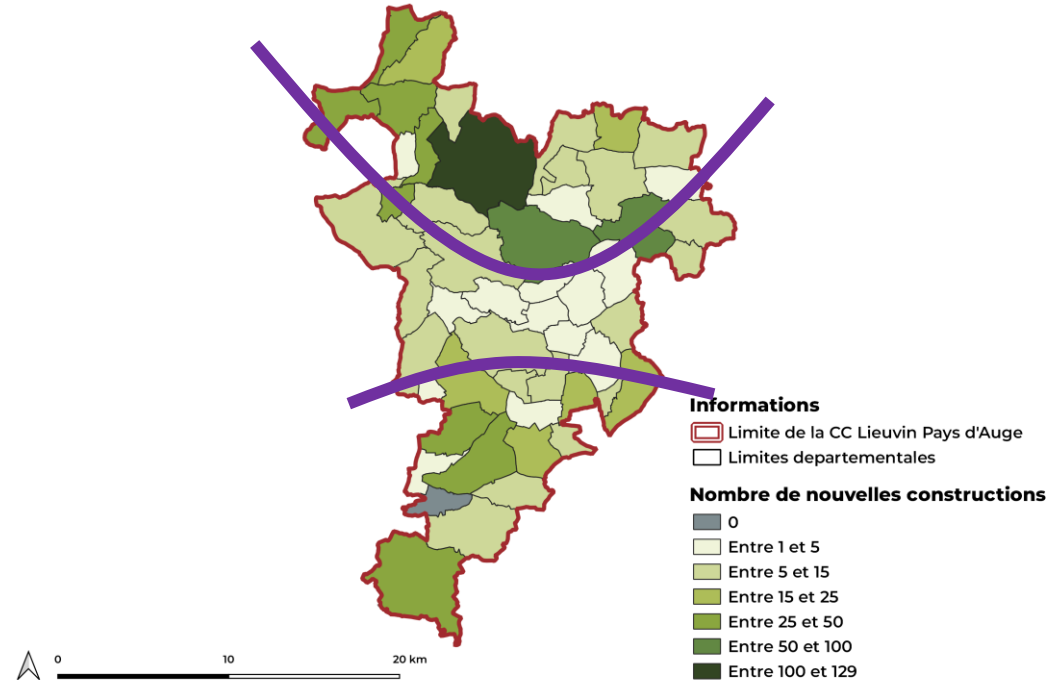 Informations
Limite de la CC Lieuvin Pays d'Auge
Limites departementales
Nombre de nouvelles constructions
0
Entre 1 et 5
Entre 5 et 15
Entre 15 et 25
Entre 25 et 50
Entre 50 et 100
Entre 100 et 129
0 10 20 km